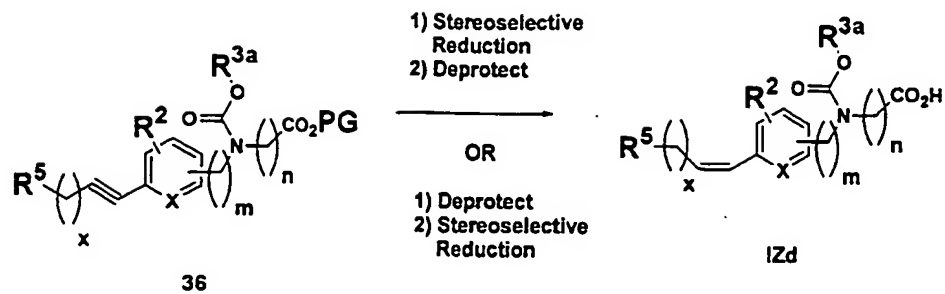 1) Stereoselective
Reduction
2) Deprotect
OR
1) Deprotect
2) Stereoselective
Reduction
R3a
O
O
N
CO2PG
R2
n
R5
m
X
x
36
R3a
O
O
N
CO2H
R2
n
R5
x
m
X
IZd